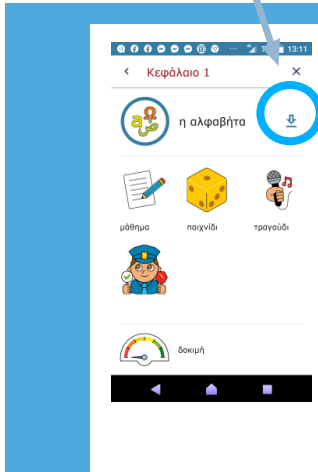 13:11
Κεφάλαιο 1
η αλφαβήτα
μάθημα
παιχνίδι
τραγούδι
δοκιμή